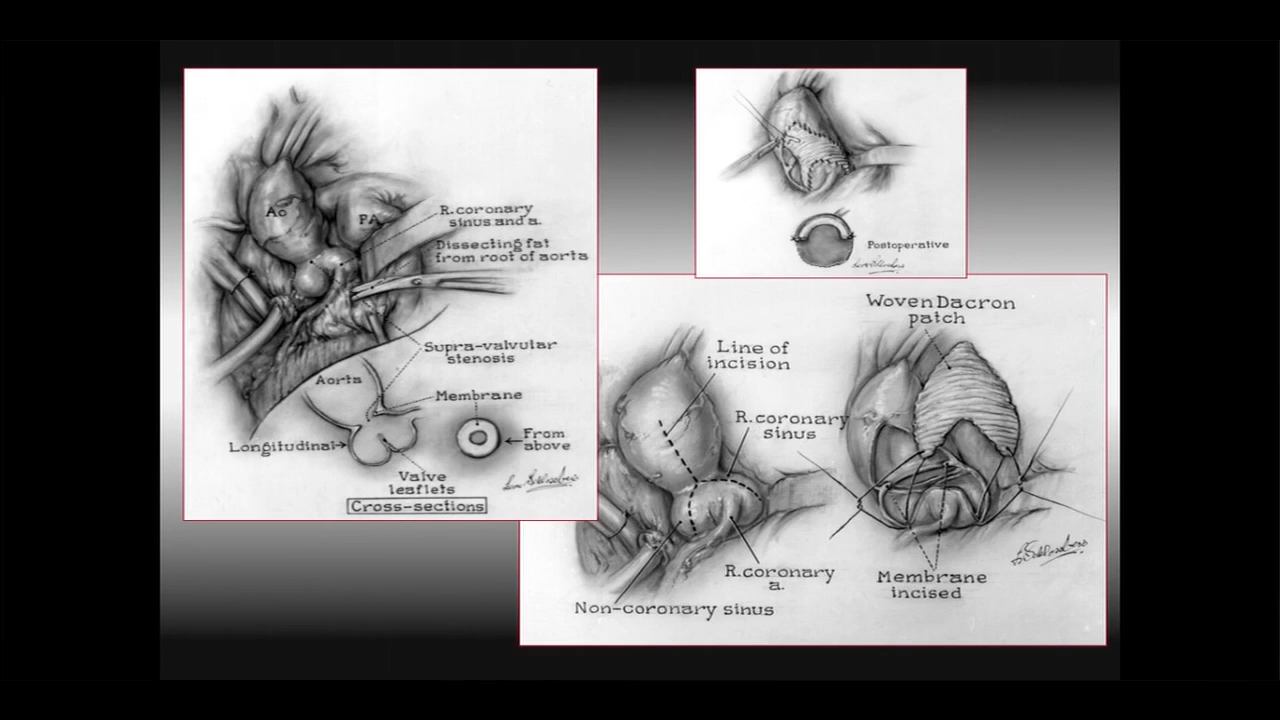 Ao
PA
R.coronary
sinus and a.
Dissecting fat
from root of aorta
Supra-valvular
stenosis
Aorta
Membrane
Longitudinal
From
above
Valve
leaflets
Cross-sections
Postoperative
Line of
incision
R.coronary
sinus
R.coronary
a.
Non-coronary sinus
Woven Dacron
patch
Membrane
incised